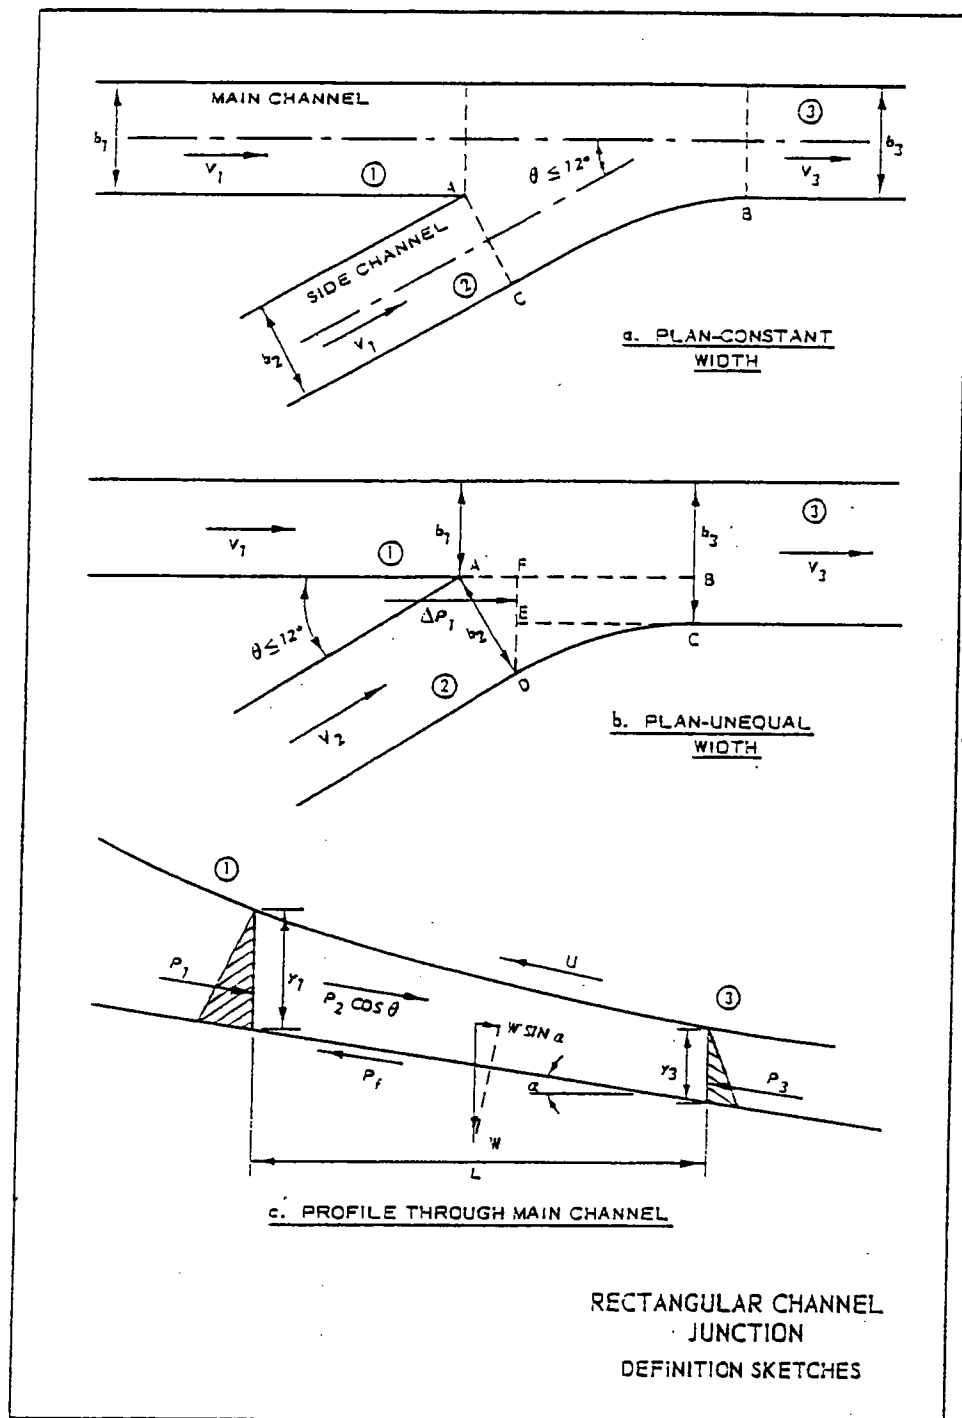 MAIN CHANNEL
b1
V1
①
A
θ ≤ 12°
③
V3
b3
B
SIDE CHANNEL
②
C
b2
V1
a. PLAN-CONSTANT
WIDTH
V1
①
b1
A
F
b3
③
V3
B
θ ≤ 12°
ΔP1
E
b2
C
②
D
V2
b. PLAN-UNEQUAL
WIDTH
①
P1
y1
P2 COS θ
U
③
W SIN α
Pf
α
y3
P3
W
L
c. PROFILE THROUGH MAIN CHANNEL
RECTANGULAR CHANNEL
JUNCTION
DEFINITION SKETCHES